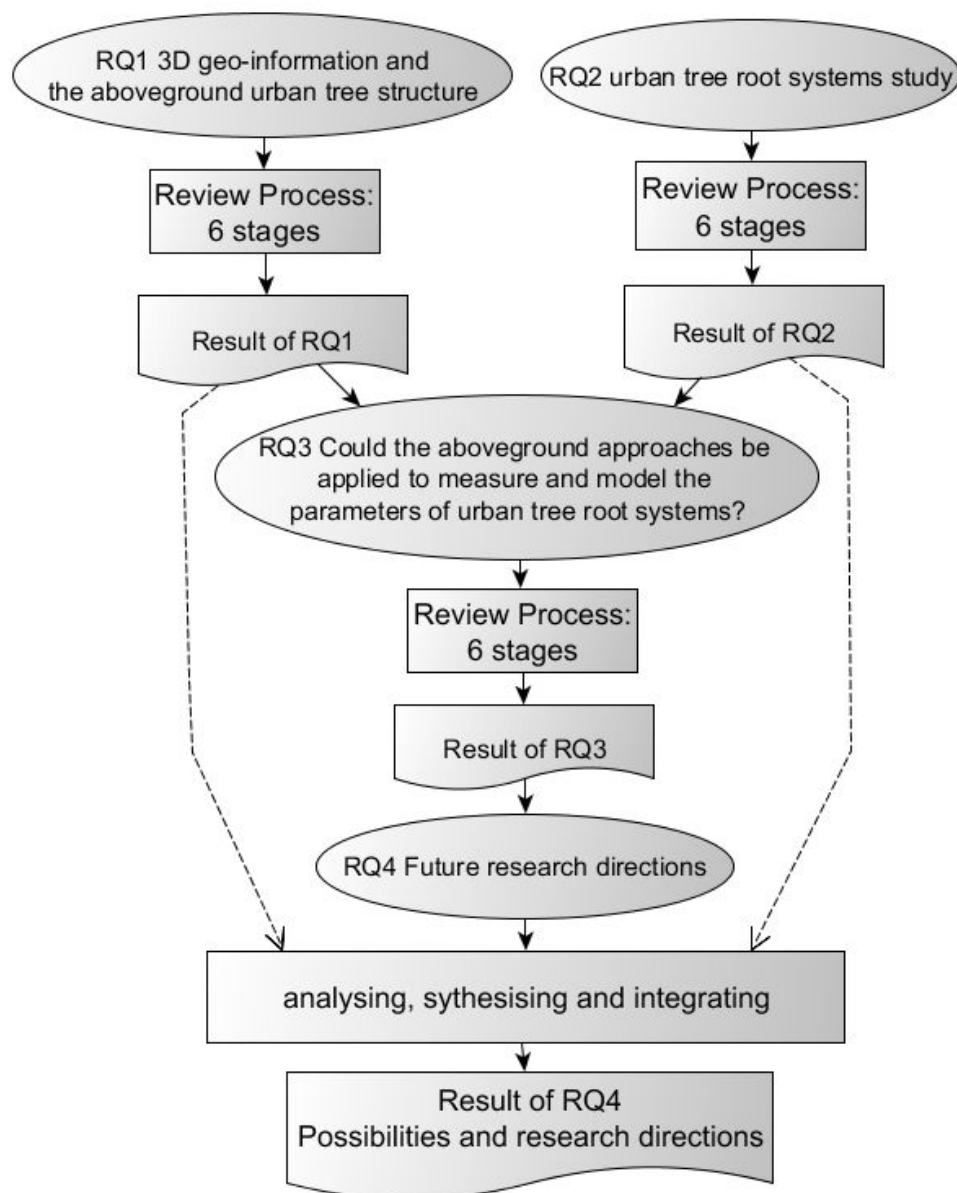 RQ1 3D geo-information and
the aboveground urban tree structure
RQ2 urban tree root systems study
Review Process:
6 stages
Review Process:
6 stages
Result of RQ1
Result of RQ2
RQ3 Could the aboveground approaches be
applied to measure and model the
parameters of urban tree root systems?
Review Process:
6 stages
Result of RQ3
RQ4 Future research directions
analysing, sythesising and integrating
Result of RQ4
Possibilities and research directions